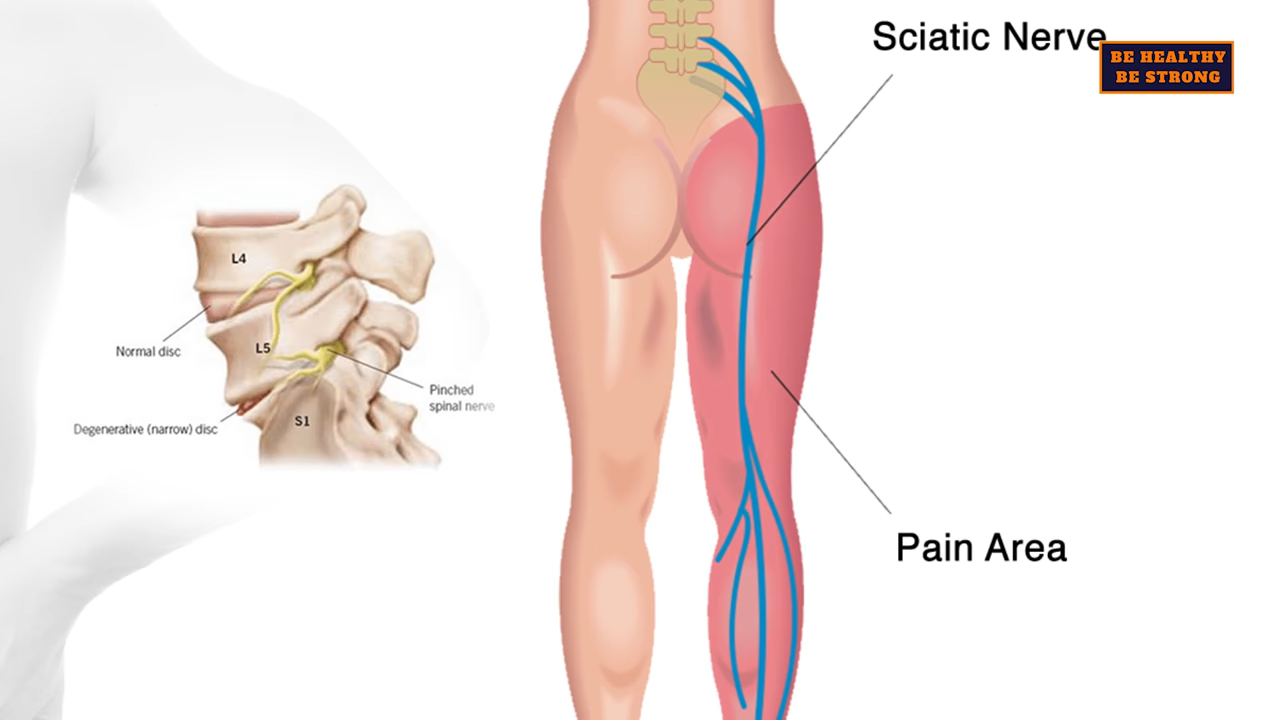 Sciatic Nerve
BE HEALTHY
BE STRONG
L4
Normal disc
L5
Pinched
spinal nerve
Degenerative (narrow) disc
S1
Pain Area